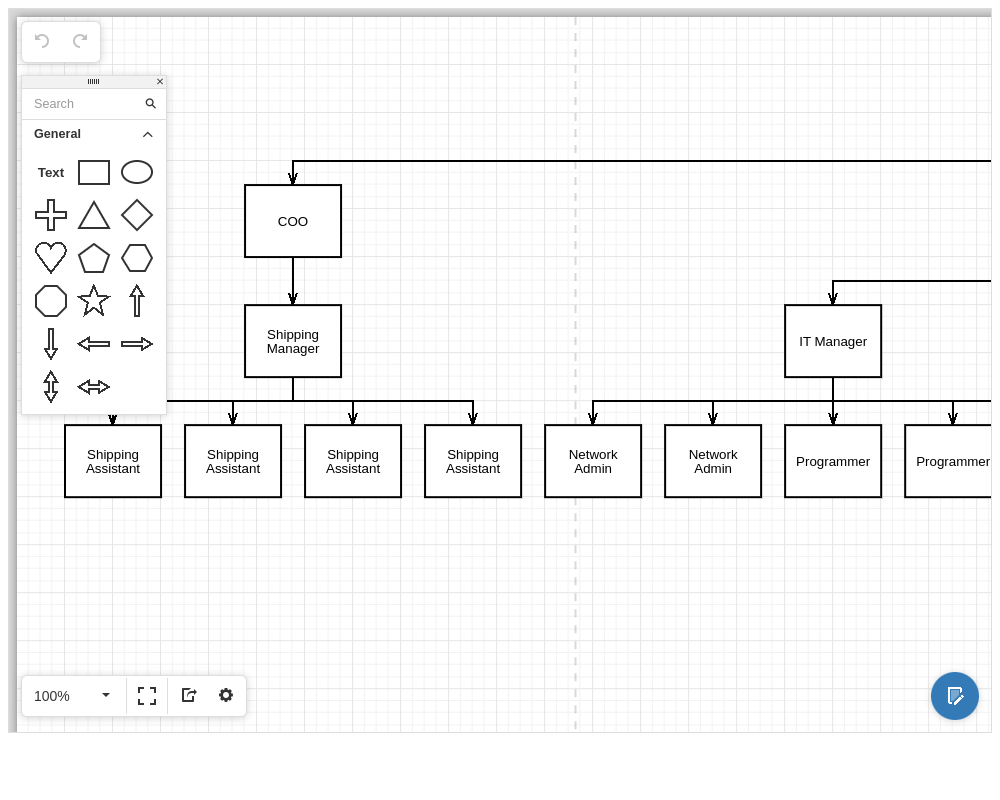 Search
General
Text
COO
Shipping
Manager
IT Manager
Shipping
Assistant
Shipping
Assistant
Shipping
Assistant
Shipping
Assistant
Network
Admin
Network
Admin
Programmer
Programmer
100%